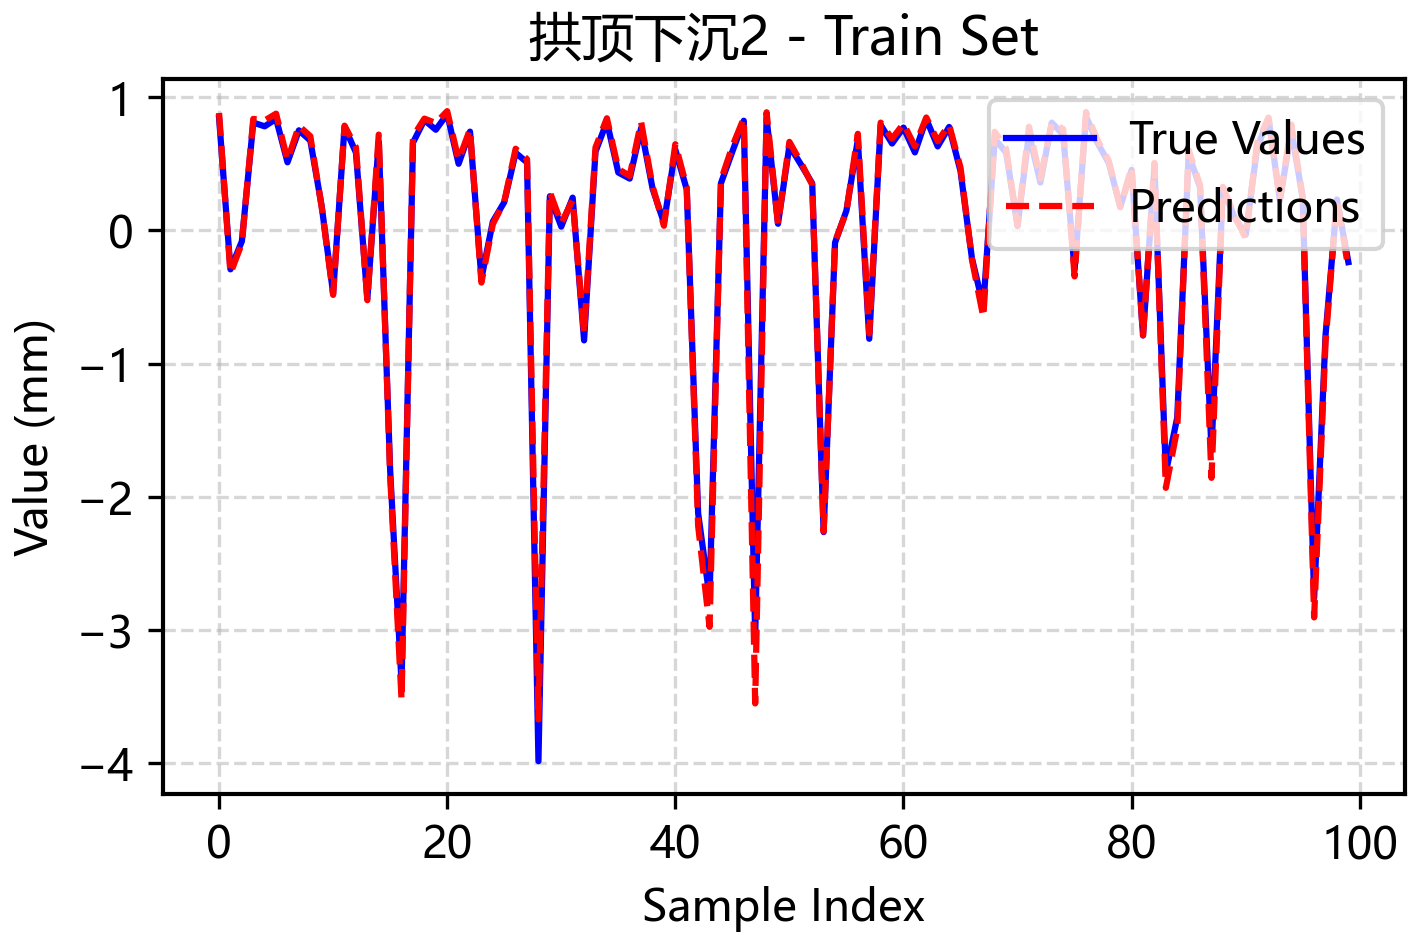 拱顶下沉2 - Train Set
True Values
Predictions
Value (mm)
1
0
−1
−2
−3
−4
0 20 40 60 80 100
Sample Index